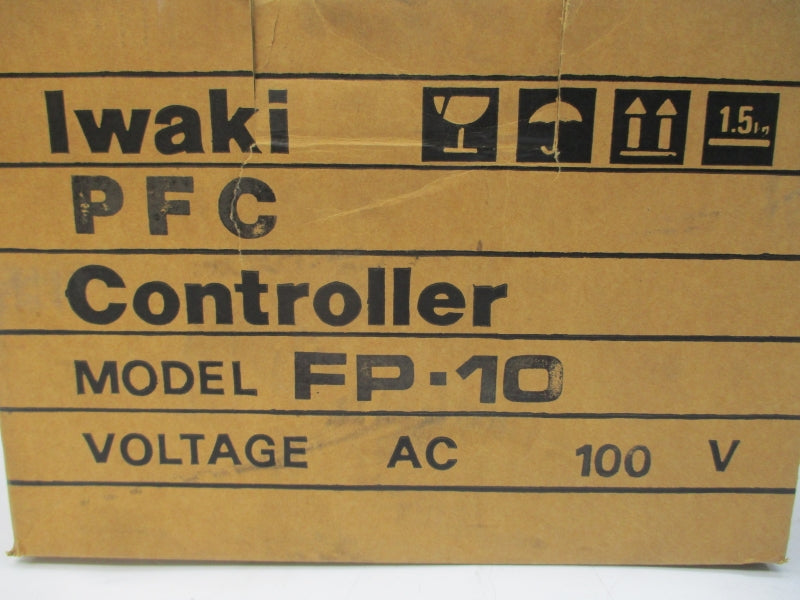 Iwaki
1.5
PFC
Controller
MODEL FP-10
VOLTAGE AC 100 V